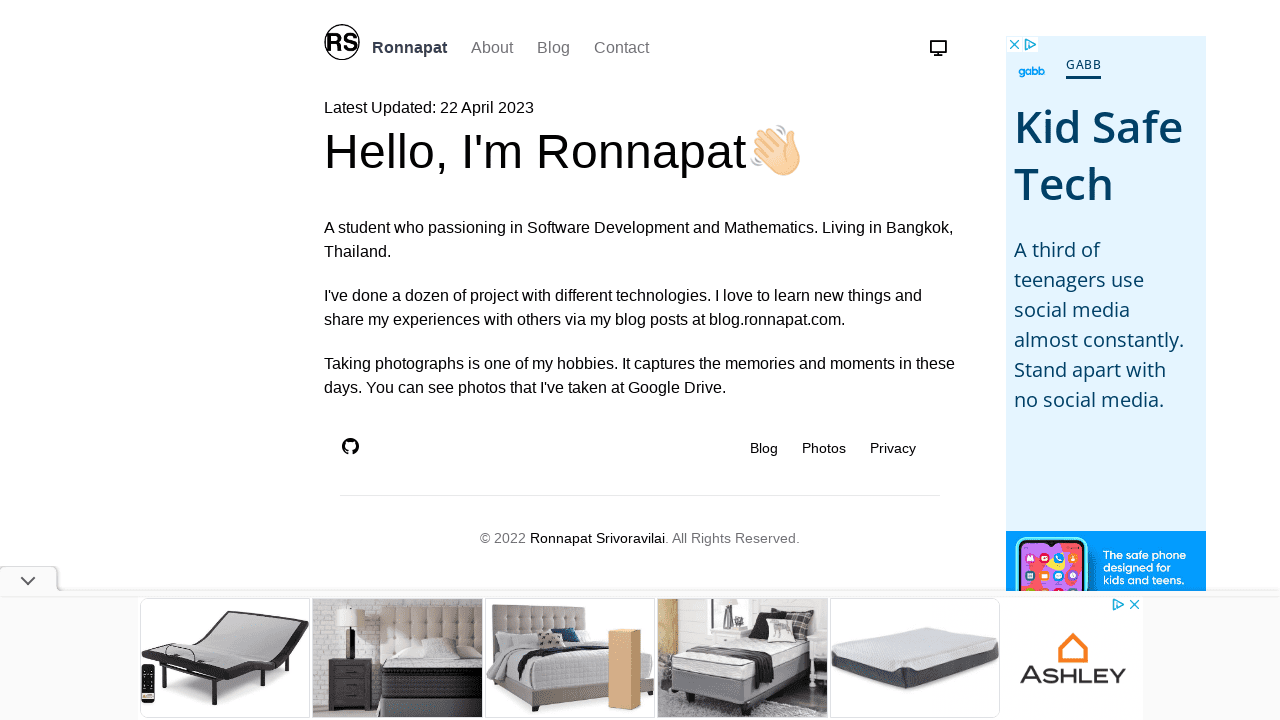 RS
Ronnapat About Blog Contact
Latest Updated: 22 April 2023
Hello, I'm Ronnapat👋🏻
A student who passioning in Software Development and Mathematics. Living in Bangkok,
Thailand.
I've done a dozen of project with different technologies. I love to learn new things and
share my experiences with others via my blog posts at blog.ronnapat.com.
Taking photographs is one of my hobbies. It captures the memories and moments in these
days. You can see photos that I've taken at Google Drive.
Blog Photos Privacy
© 2022 Ronnapat Srivoravilai. All Rights Reserved.
gabb
GABB
Kid Safe
Tech
A third of
teenagers use
social media
almost constantly.
Stand apart with
no social media.
The safe phone
designed for
kids and teens.
ASHLEY